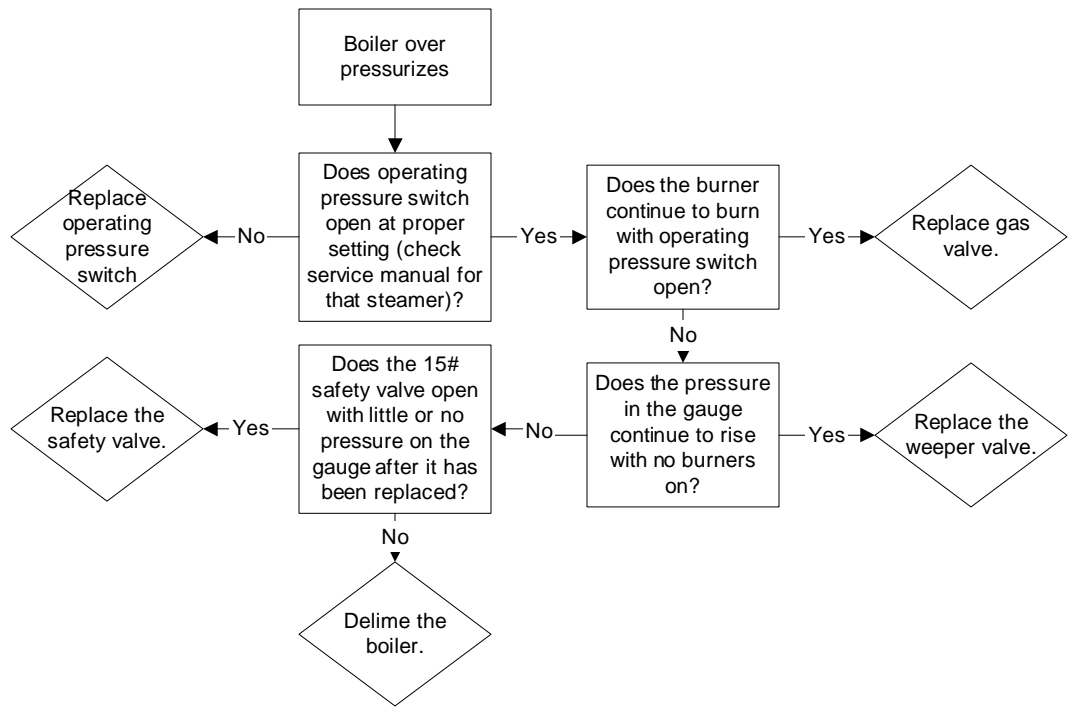 Boiler over
pressurizes
Does operating
pressure switch
open at proper
setting (check
service manual for
that steamer)?
No
Replace
operating
pressure
switch
Yes
Does the burner
continue to burn
with operating
pressure switch
open?
Yes
Replace gas
valve.
No
Does the pressure
in the gauge
continue to rise
with no burners
on?
Yes
Replace the
weeper valve.
No
Does the 15#
safety valve open
with little or no
pressure on the
gauge after it has
been replaced?
Yes
Replace the
safety valve.
No
Delime the
boiler.